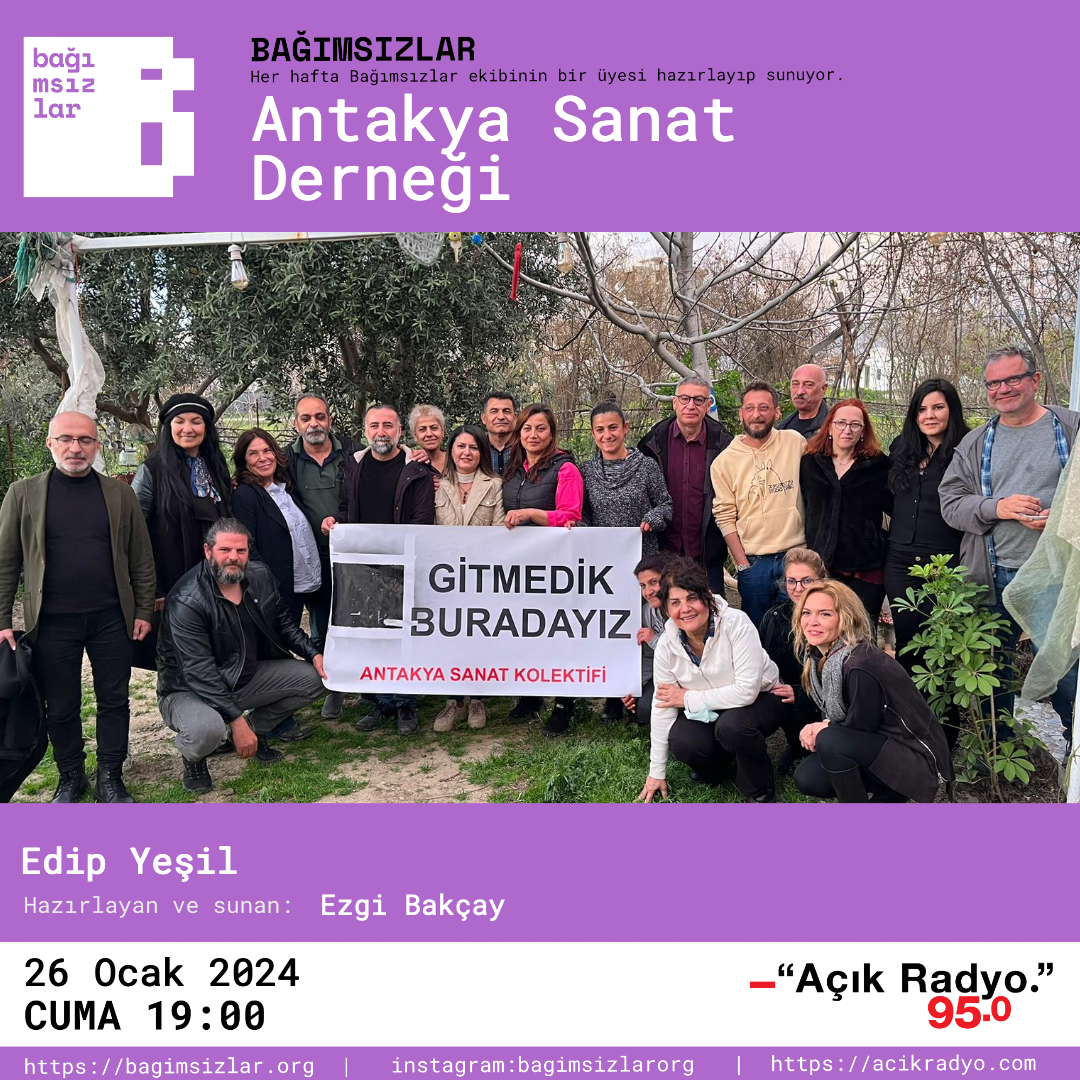 bağı
msız
lar
BAĞIMSIZLAR
Her hafta Bağımsızlar ekibinin bir üyesi hazırlayıp sunuyor.
Antakya Sanat
Derneği
GİTMEDİK
BURADAYIZ
ANTAKYA SANAT KOLEKTİFİ
Edip Yeşil
Hazırlayan ve sunan: Ezgi Bakçay
26 Ocak 2024
CUMA 19:00
“Açık Radyo.”
95.0
https://bagimsizlar.org | instagram:bagimsizlarorg | https://acikradyo.com